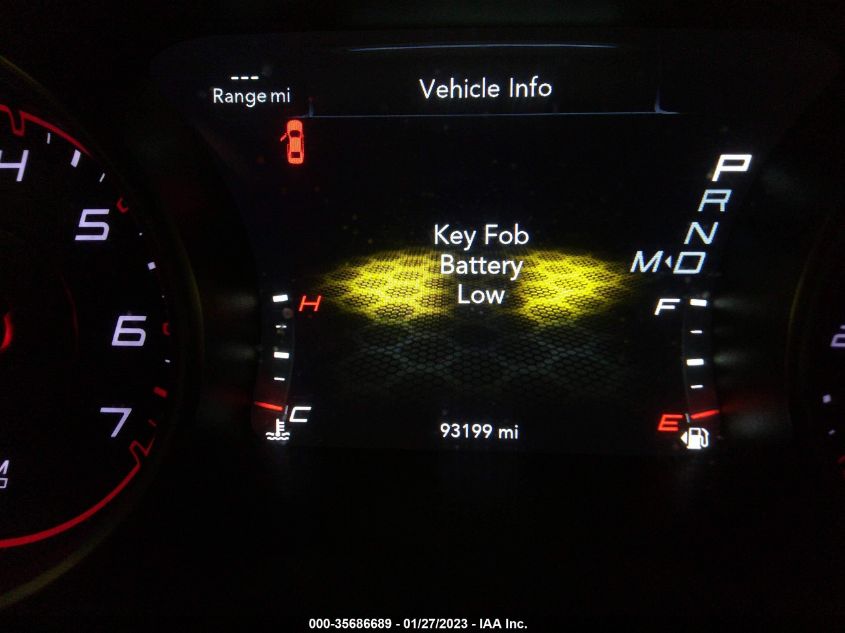 ---
Range mi
Vehicle Info
4
5
6
7
P
R
N
M◂D
Key Fob
Battery
Low
H
C
F
E
93199 mi
000-35686689 - 01/27/2023 - IAA Inc.